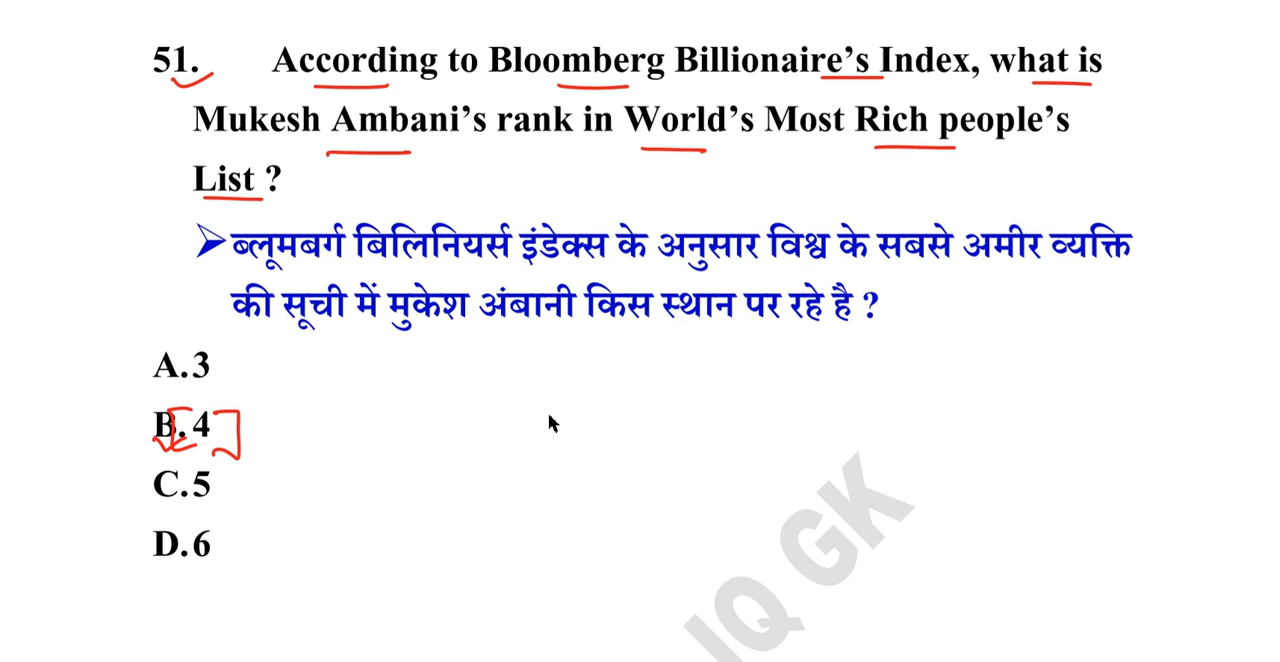 51. According to Bloomberg Billionaire’s Index, what is
Mukesh Ambani’s rank in World’s Most Rich people’s
List ?
➢ ब्लूमबर्ग बिलिनियर्स इंडेक्स के अनुसार विश्व के सबसे अमीर व्यक्ति
की सूची में मुकेश अंबानी किस स्थान पर रहे है ?
A.3
B.4
C.5
D.6
IQ GK